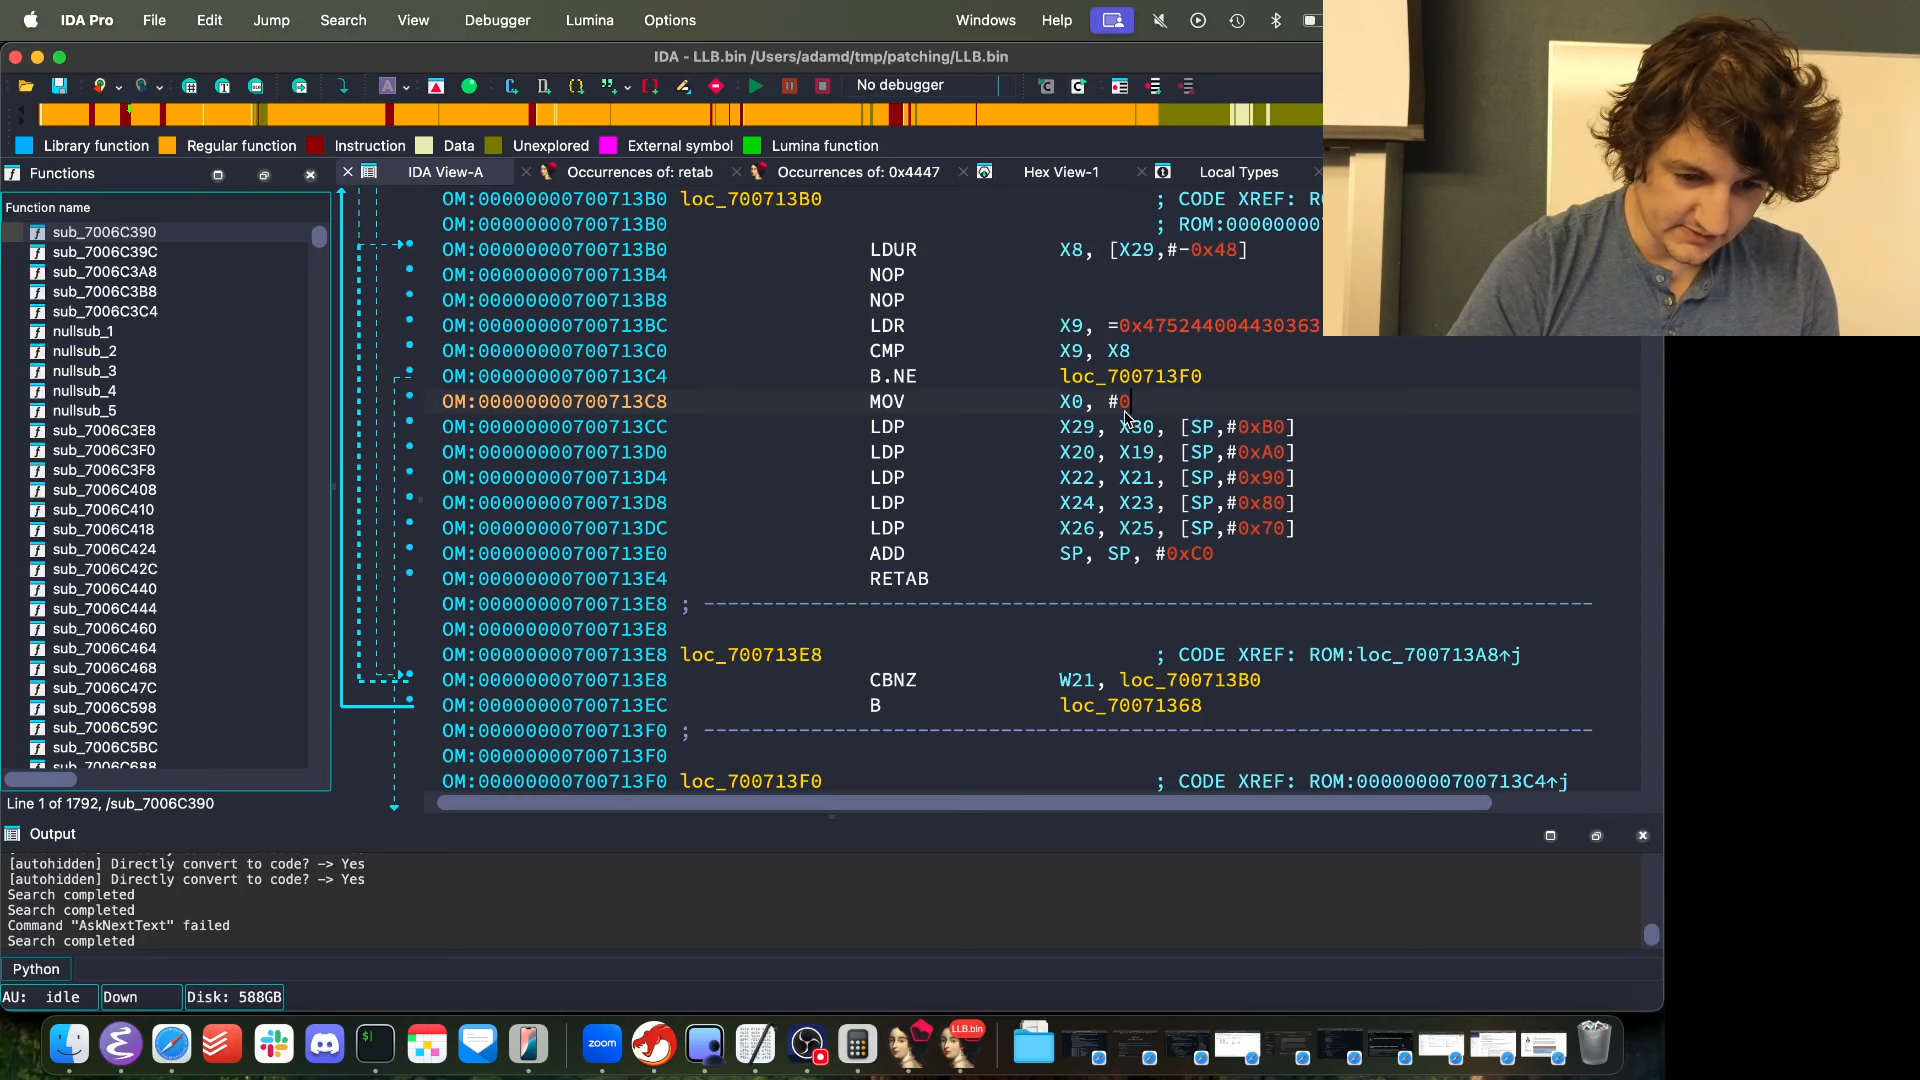 IDA Pro File Edit Jump Search View Debugger Lumina Options Windows Help
IDA - LLB.bin /Users/adamd/tmp/patching/LLB.bin
No debugger
Library function Regular function Instruction Data Unexplored External symbol Lumina function
Functions
IDA View-A Occurrences of: retab Occurrences of: 0x4447 Hex View-1 Local Types
Function name
sub_7006C390
sub_7006C39C
sub_7006C3A8
sub_7006C3B8
sub_7006C3C4
nullsub_1
nullsub_2
nullsub_3
nullsub_4
nullsub_5
sub_7006C3E8
sub_7006C3F0
sub_7006C3F8
sub_7006C408
sub_7006C410
sub_7006C418
sub_7006C424
sub_7006C42C
sub_7006C440
sub_7006C444
sub_7006C460
sub_7006C464
sub_7006C468
sub_7006C47C
sub_7006C598
sub_7006C59C
sub_7006C5BC
sub_7006C688
Line 1 of 1792, /sub_7006C390
OM:00000000700713B0 loc_700713B0 ; CODE XREF: R
OM:00000000700713B0 ; ROM:000000007
OM:00000000700713B0 LDUR X8, [X29,#-0x48]
OM:00000000700713B4 NOP
OM:00000000700713B8 NOP
OM:00000000700713BC LDR X9, =0x475244004430363
OM:00000000700713C0 CMP X9, X8
OM:00000000700713C4 B.NE loc_700713F0
OM:00000000700713C8 MOV X0, #0
OM:00000000700713CC LDP X29, X30, [SP,#0xB0]
OM:00000000700713D0 LDP X20, X19, [SP,#0xA0]
OM:00000000700713D4 LDP X22, X21, [SP,#0x90]
OM:00000000700713D8 LDP X24, X23, [SP,#0x80]
OM:00000000700713DC LDP X26, X25, [SP,#0x70]
OM:00000000700713E0 ADD SP, SP, #0xC0
OM:00000000700713E4 RETAB
OM:00000000700713E8 ; ---------------------------------------------------------------------------
OM:00000000700713E8
OM:00000000700713E8 loc_700713E8 ; CODE XREF: ROM:loc_700713A8↑j
OM:00000000700713E8 CBNZ W21, loc_700713B0
OM:00000000700713EC B loc_70071368
OM:00000000700713F0 ; ---------------------------------------------------------------------------
OM:00000000700713F0
OM:00000000700713F0 loc_700713F0 ; CODE XREF: ROM:00000000700713C4↑j
Output
[autohidden] Directly convert to code? -> Yes
[autohidden] Directly convert to code? -> Yes
Search completed
Search completed
Command "AskNextText" failed
Search completed
Python
AU: idle Down Disk: 588GB
zoom
LLB.bin